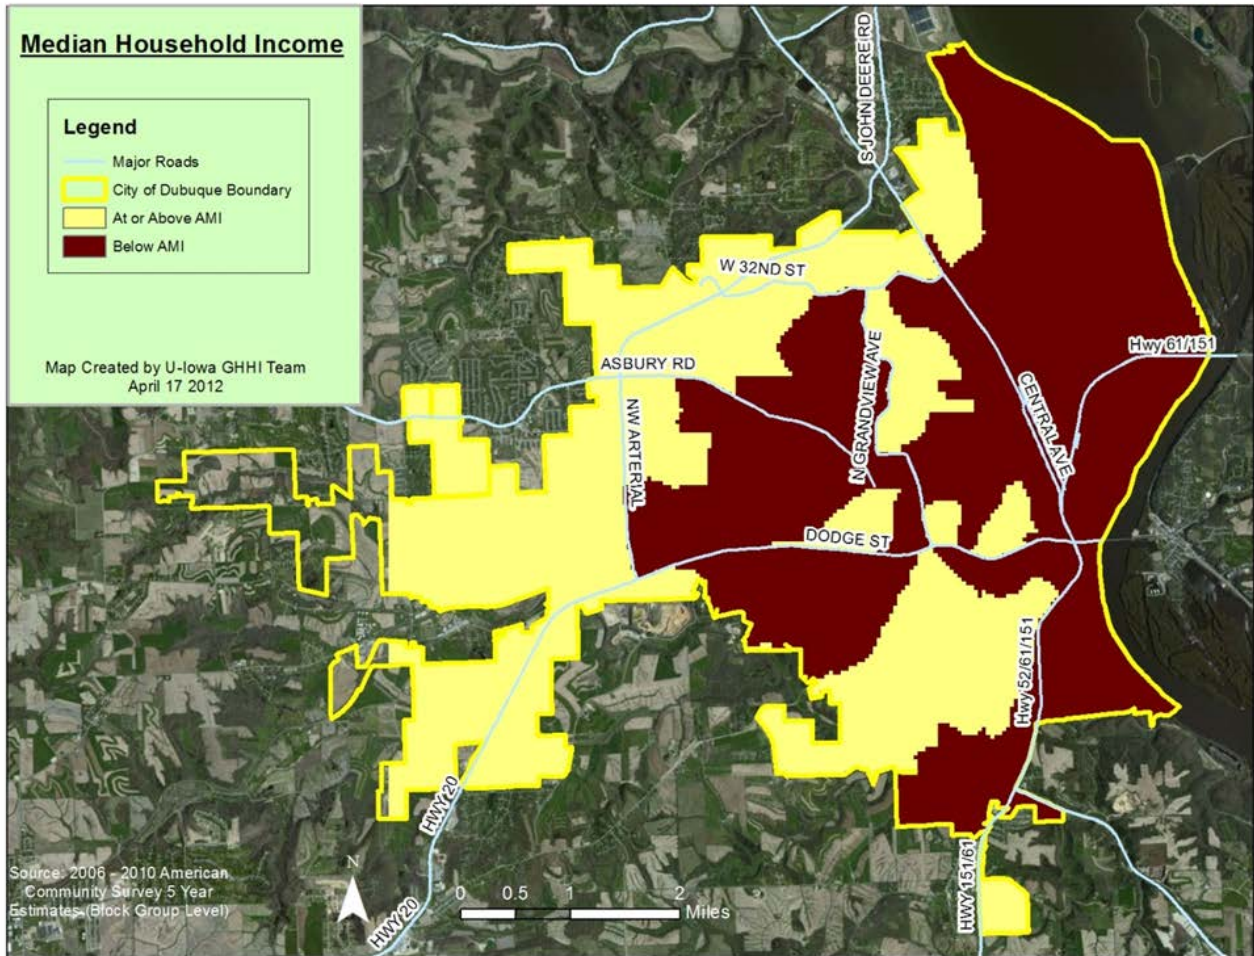 Median Household Income
Legend
Major Roads
City of Dubuque Boundary
At or Above AMI
Below AMI
Map Created by U-Iowa GHHI Team
April 17 2012
S JOHN DEERE RD
W 32ND ST
Hwy 61/151
ASBURY RD
N GRANDVIEW AVE
CENTRAL AVE
NW ARTERIAL
DODGE ST
Hwy 52/61/151
HWY 20
HWY 151/61
HWY 20
Source: 2006 - 2010 American
Community Survey 5 Year
Estimates (Block Group Level)
N
0 0.5 1 2
Miles